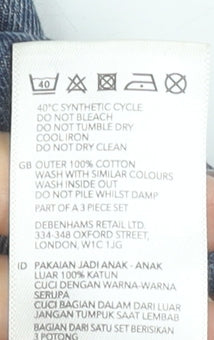 40
40°C SYNTHETIC CYCLE
DO NOT BLEACH
DO NOT TUMBLE DRY
COOL IRON
DO NOT DRY CLEAN
GB OUTER 100% COTTON
WASH WITH SIMILAR COLOURS
WASH INSIDE OUT
DO NOT PILE WHILST DAMP
PART OF A 3 PIECE SET
DEBENHAMS RETAIL LTD.
334-348 OXFORD STREET,
LONDON, W1C 1JG
ID PAKAIAN JADI ANAK - ANAK
LUAR 100% KATUN
CUCI DENGAN WARNA-WARNA
SERUPA
CUCI BAGIAN DALAM DARI LUAR
JANGAN TUMPUK SAAT LEMBAB
BAGIAN DARI SATU SET BERISIKAN
3 POTONG